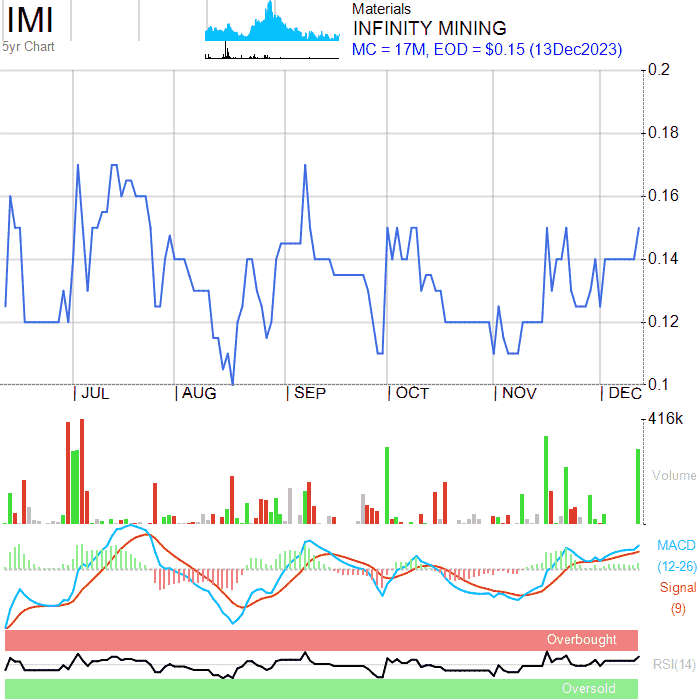 IMI
5yr Chart
Materials
INFINITY MINING
MC = 17M, EOD = $0.15 (13Dec2023)
0.2
0.18
0.16
0.14
0.12
0.1
JUL AUG SEP OCT NOV DEC
416k
Volume
MACD
(12-26)
Signal
(9)
Overbought
RSI(14)
Oversold